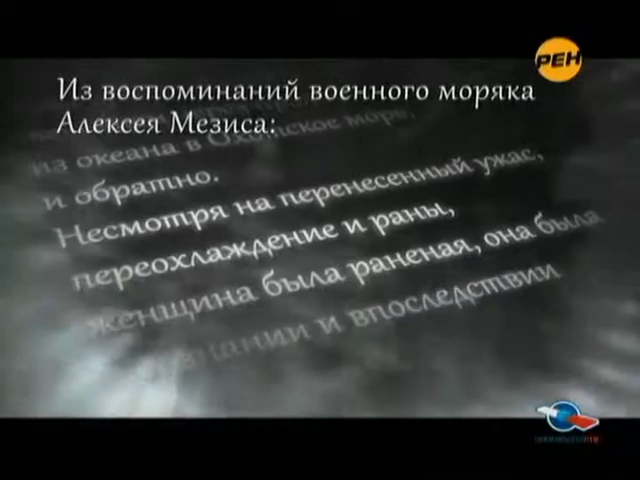 РЕН
Из воспоминаний военного моряка
Алексея Мезиса:
из океана в Охотское море,
и обратно.
Несмотря на перенесенный ужас,
переохлаждение и раны,
женщина была раненая, она была
и впоследствии